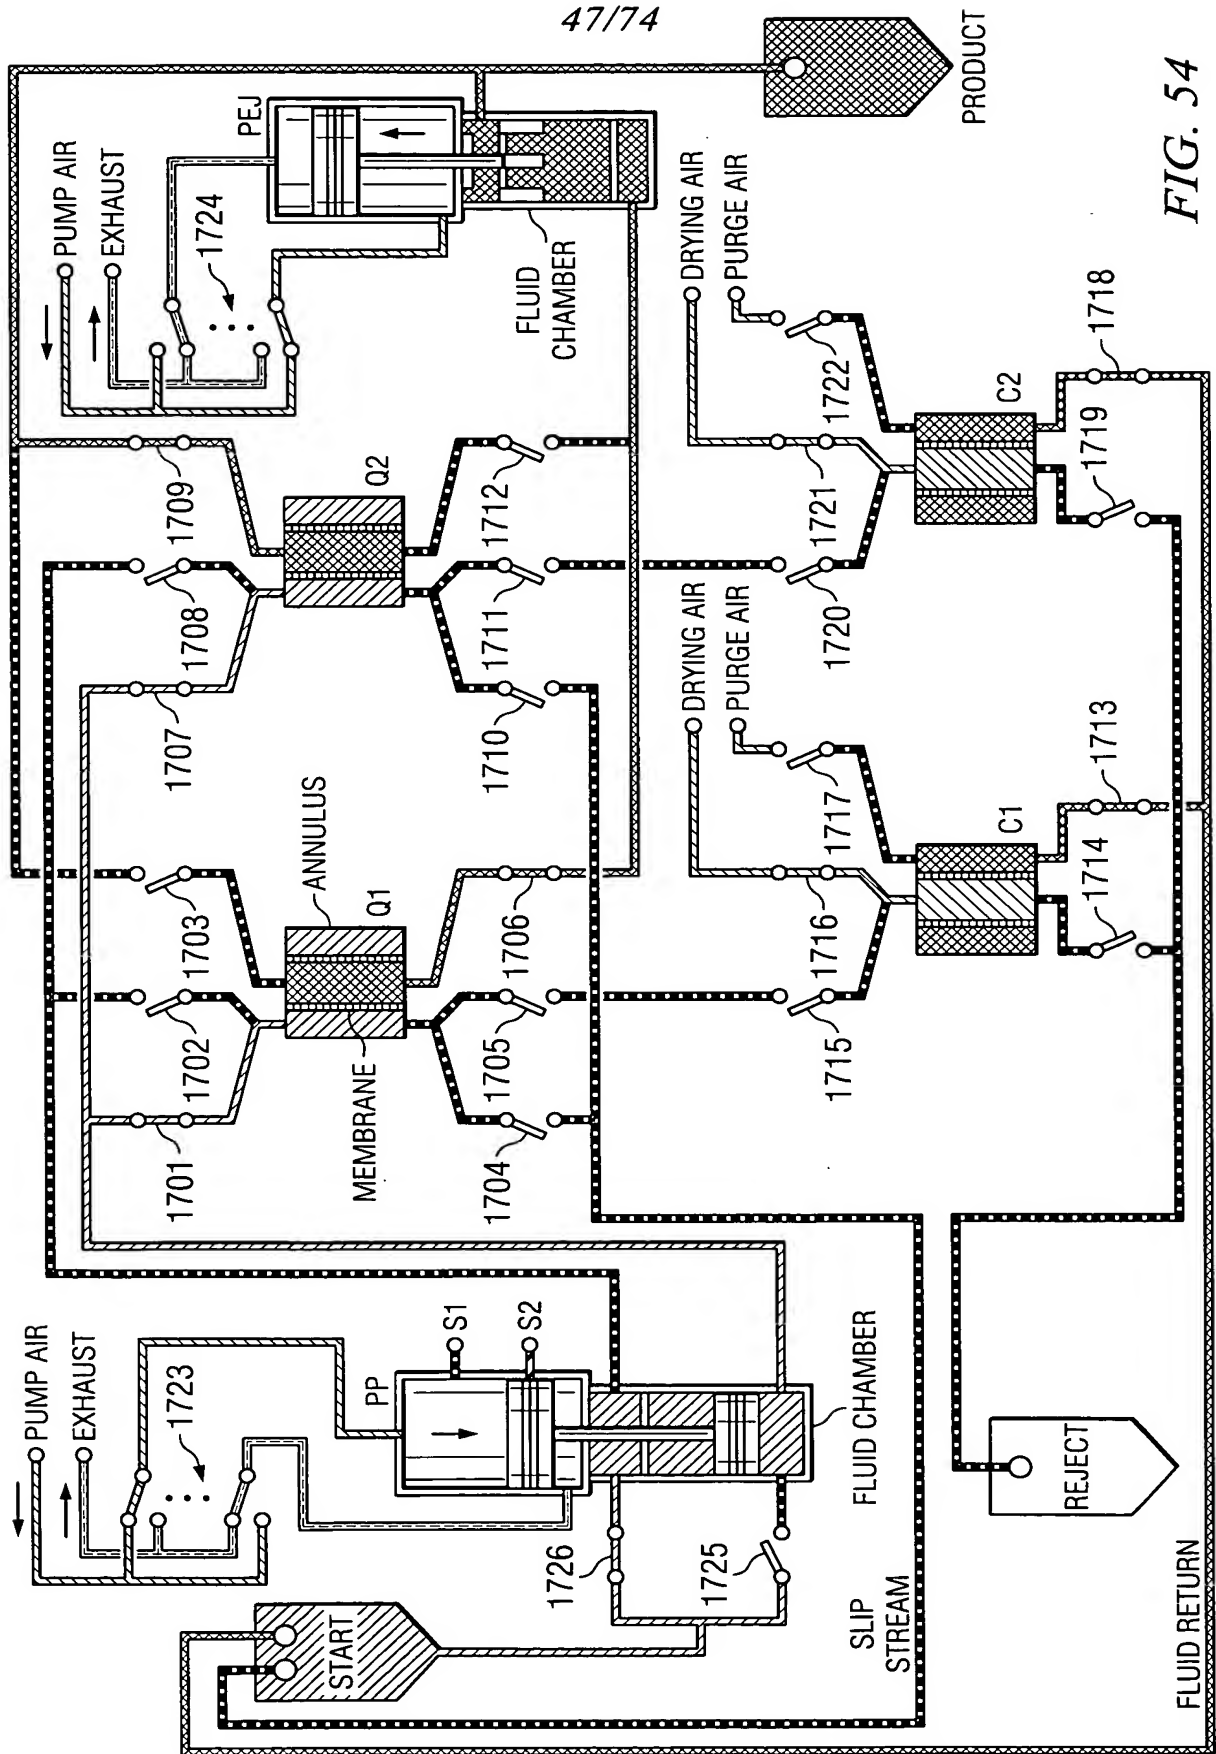 47/74
PUMP AIR
EXHAUST
1723
START
PP
S1
S2
1726
1725
FLUID CHAMBER
SLIP
STREAM
REJECT
FLUID RETURN
1701
1702
1703
MEMBRANE
ANNULUS
Q1
1704
1705
1706
1707
1708
1709
Q2
1710
1711
1712
PUMP AIR
EXHAUST
1724
PEJ
FLUID
CHAMBER
PRODUCT
DRYING AIR
PURGE AIR
1715
1716
1717
C1
1714
1713
DRYING AIR
PURGE AIR
1720
1721
1722
C2
1719
1718
FIG. 54